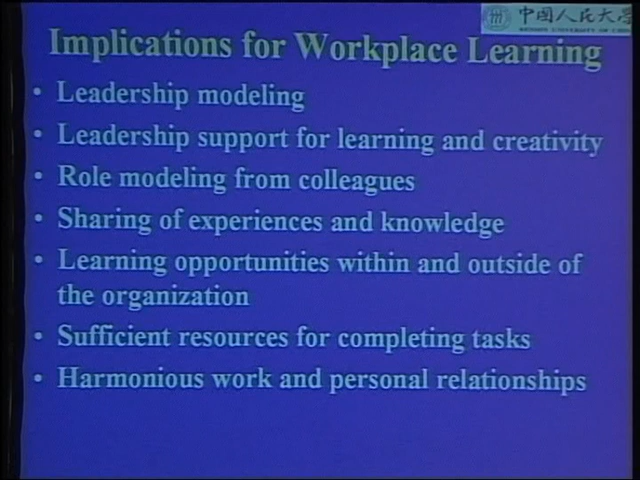 中国人民大学
Implications for Workplace Learning
• Leadership modeling
• Leadership support for learning and creativity
• Role modeling from colleagues
• Sharing of experiences and knowledge
• Learning opportunities within and outside of
the organization
• Sufficient resources for completing tasks
• Harmonious work and personal relationships